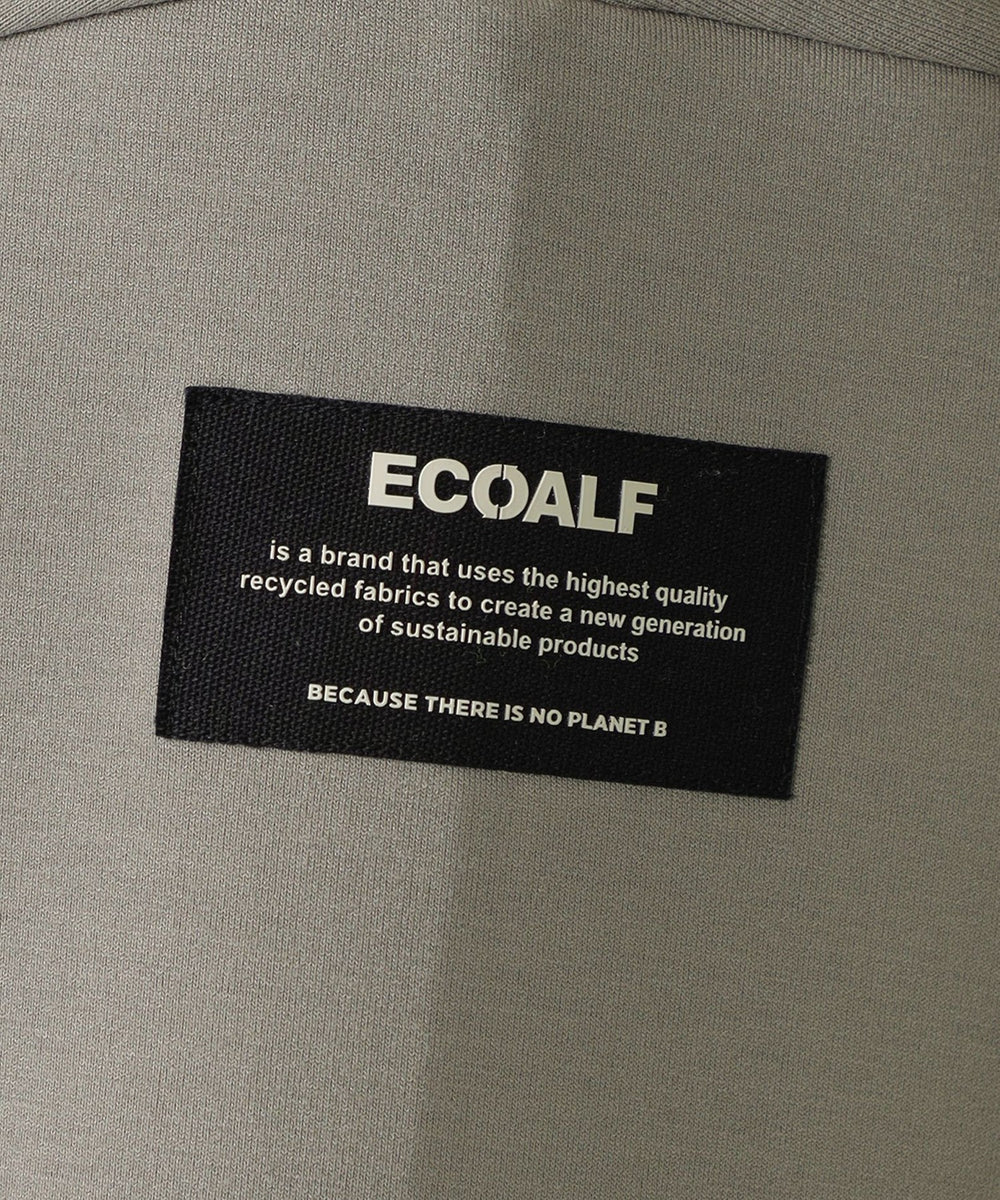 ECOALF
is a brand that uses the highest quality
recycled fabrics to create a new generation
of sustainable products
BECAUSE THERE IS NO PLANET B